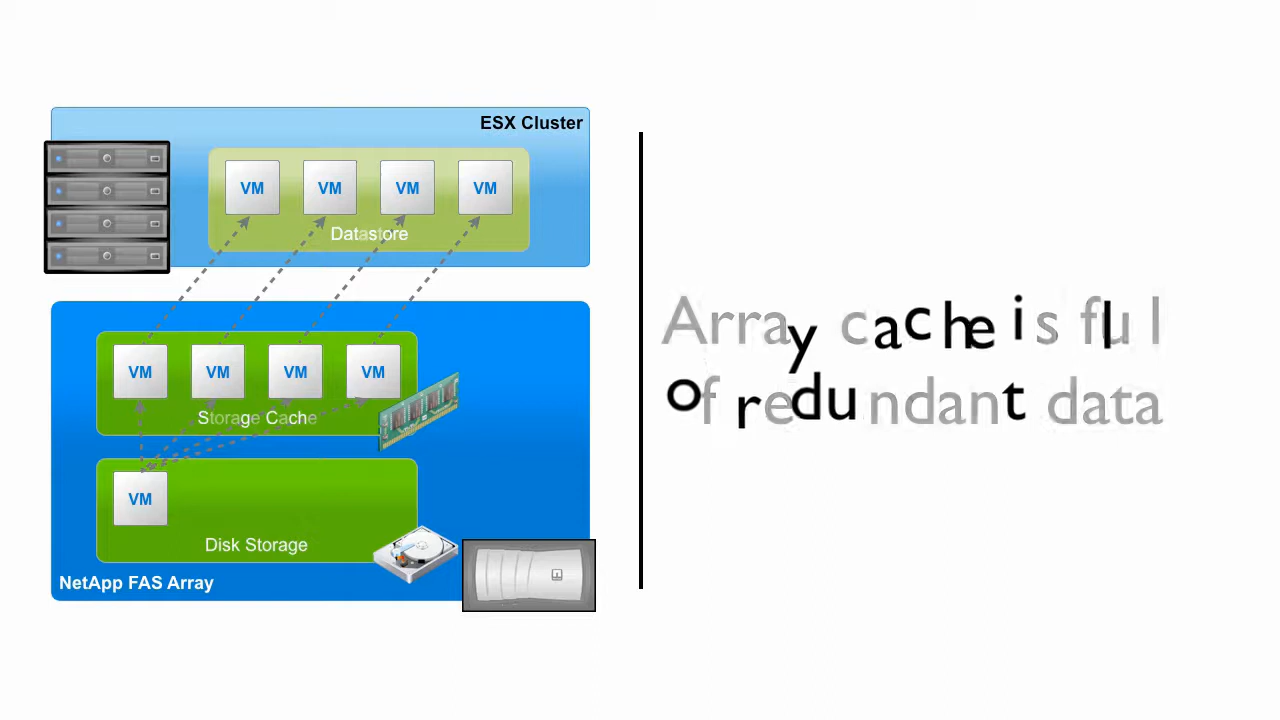 ESX Cluster
VM VM VM VM
Datastore
VM VM VM VM
Storage Cache
VM
Disk Storage
NetApp FAS Array
Array cache is full
of redundant data